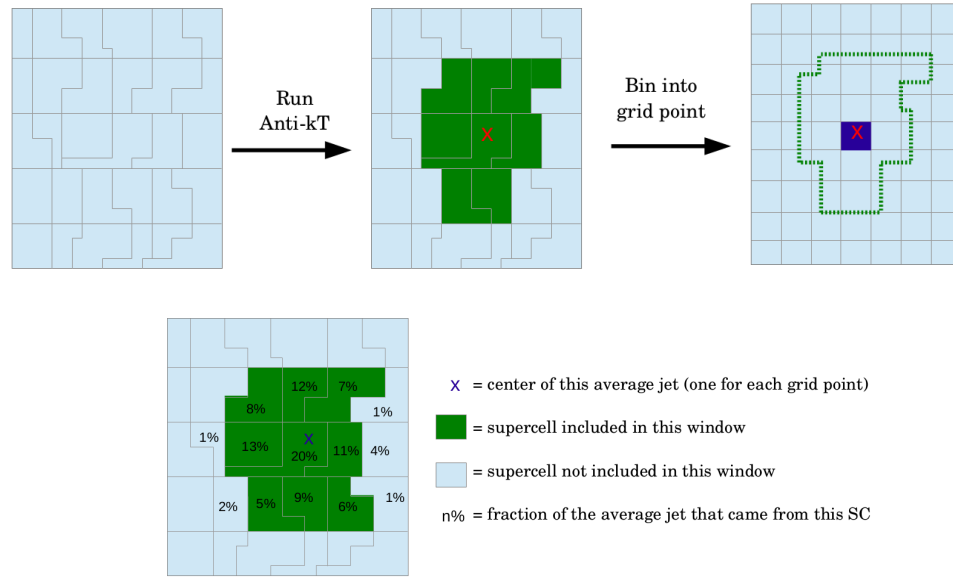 Run
Anti-kT
X
Bin into
grid point
X
12%
7%
8%
1%
1%
X
13%
20%
11%
4%
2%
5%
9%
6%
1%
X = center of this average jet (one for each grid point)
= supercell included in this window
= supercell not included in this window
n% = fraction of the average jet that came from this SC